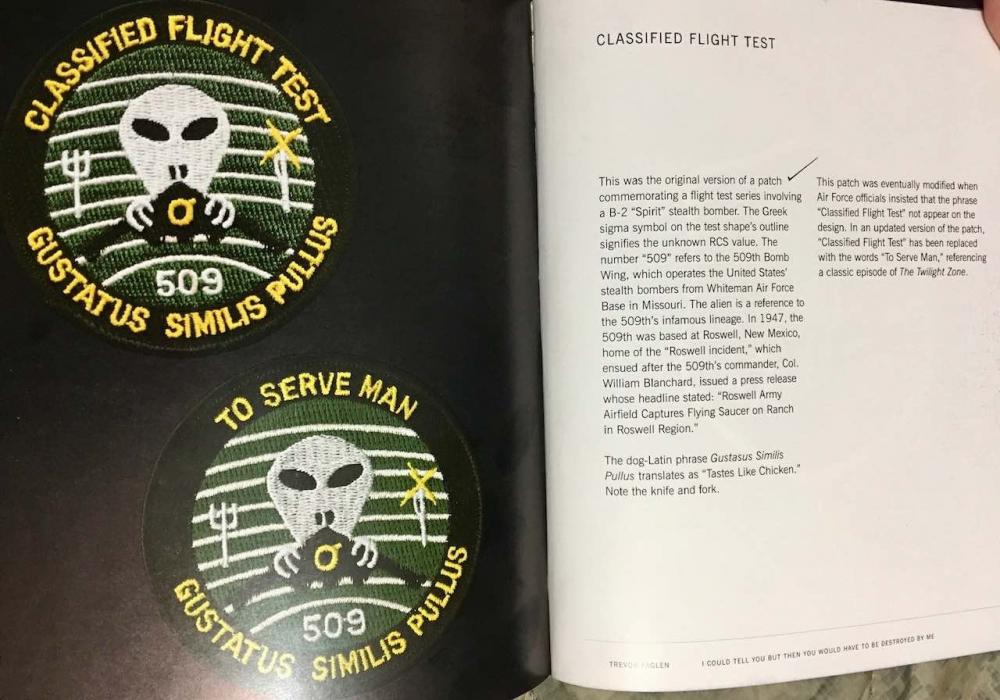 CLASSIFIED FLIGHT TEST
509
GUSTATUS SIMILIS PULLUS
TO SERVE MAN
509
GUSTATUS SIMILIS PULLUS
CLASSIFIED FLIGHT TEST
This was the original version of a patch
commemorating a flight test series involving
a B-2 “Spirit” stealth bomber. The Greek
sigma symbol on the test shape’s outline
signifies the unknown RCS value. The
number “509” refers to the 509th Bomb
Wing, which operates the United States’
stealth bombers from Whiteman Air Force
Base in Missouri. The alien is a reference to
the 509th’s infamous lineage. In 1947, the
509th was based at Roswell, New Mexico,
home of the “Roswell incident,” which
ensued after the 509th’s commander, Col.
William Blanchard, issued a press release
whose headline stated: “Roswell Army
Airfield Captures Flying Saucer on Ranch
in Roswell Region.”
The dog-Latin phrase Gustasus Similis
Pullus translates as “Tastes Like Chicken.”
Note the knife and fork.
This patch was eventually modified when
Air Force officials insisted that the phrase
“Classified Flight Test” not appear on the
design. In an updated version of the patch,
“Classified Flight Test” has been replaced
with the words “To Serve Man,” referencing
a classic episode of The Twilight Zone.
TREVOR PAGLEN
I COULD TELL YOU BUT THEN YOU WOULD HAVE TO BE DESTROYED BY ME